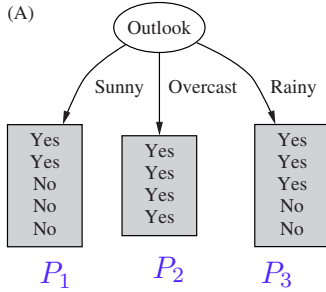 (A)
Outlook
Sunny
Overcast
Rainy
Yes
Yes
No
No
No
Yes
Yes
Yes
Yes
Yes
Yes
Yes
No
No
P₁
P₂
P₃